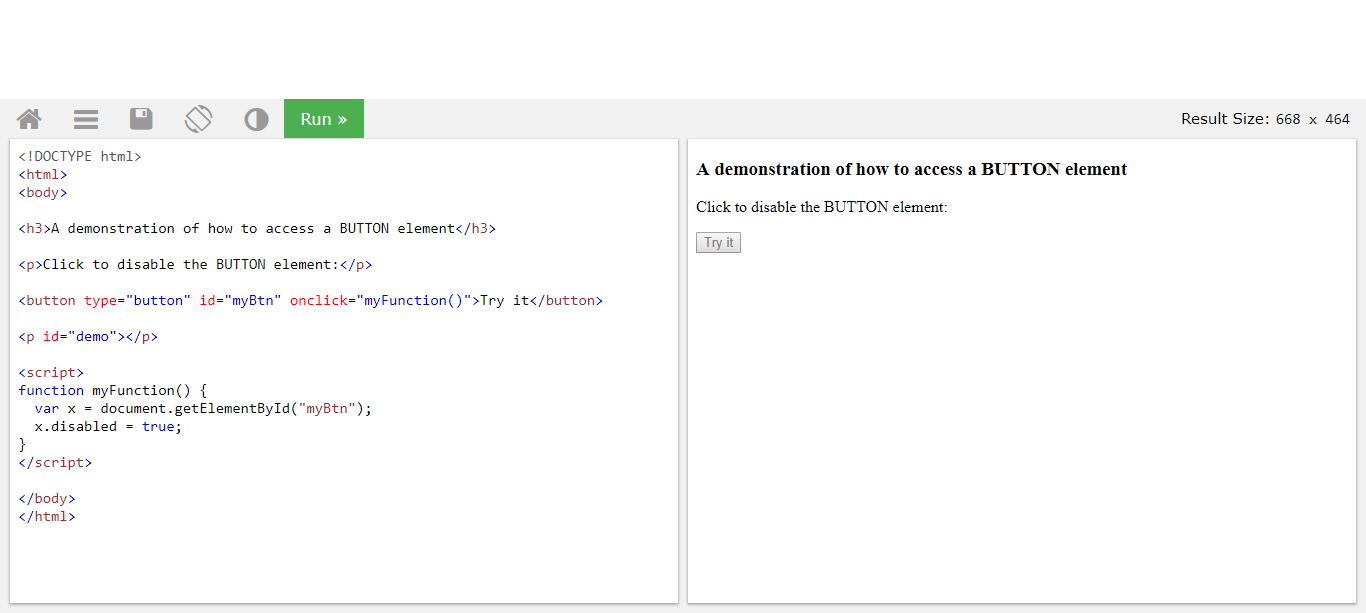 Run »
Result Size: 668 x 464
<!DOCTYPE html>
<html>
<body>
<h3>A demonstration of how to access a BUTTON element</h3>
<p>Click to disable the BUTTON element:</p>
<button type="button" id="myBtn" onclick="myFunction()">Try it</button>
<p id="demo"></p>
<script>
function myFunction() {
  var x = document.getElementById("myBtn");
  x.disabled = true;
}
</script>
</body>
</html>
A demonstration of how to access a BUTTON element
Click to disable the BUTTON element:
Try it